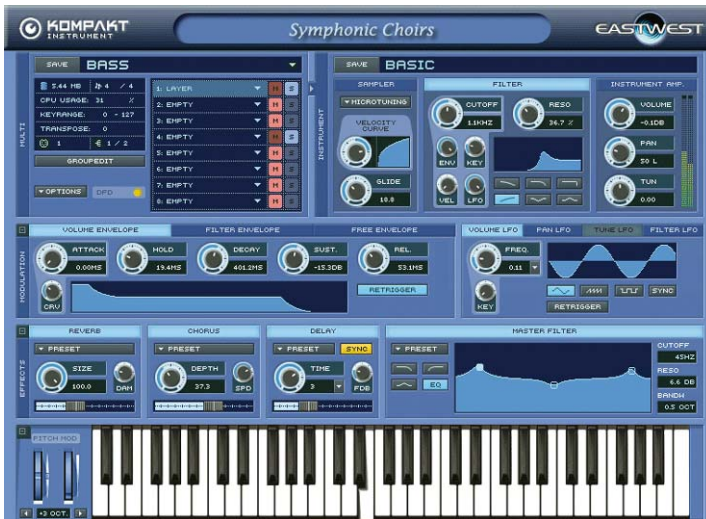 KOMPAKT
INSTRUMENT
Symphonic Choirs
EASTWEST
SAVE BASS
5.44 MB 4 / 4
CPU USAGE: 31 %
KEYRANGE: 0 - 127
TRANSPOSE: 0
1 1 / 2
GROUPEDIT
OPTIONS DFD
1: LAYER M S
2: EMPTY M S
3: EMPTY M S
4: EMPTY M S
5: EMPTY M S
6: EMPTY M S
7: EMPTY M S
8: EMPTY M S
MULTI
INSTRUMENT
SAVE BASIC
SAMPLER
MICROTUNING
VELOCITY
CURVE
GLIDE
10.0
FILTER
CUTOFF
1.1KHZ
RESO
36.7 %
ENV KEY
VEL LFO
INSTRUMENT AMP.
VOLUME
-0.1DB
PAN
50 L
TUN
0.00
MODULATION
VOLUME ENVELOPE FILTER ENVELOPE FREE ENVELOPE
ATTACK
0.00MS
HOLD
19.4MS
DECAY
401.2MS
SUST.
-15.3DB
REL.
53.1MS
CRV
RETRIGGER
VOLUME LFO PAN LFO TUNE LFO FILTER LFO
FREQ.
0.11
KEY
SYNC
RETRIGGER
EFFECTS
REVERB
PRESET
SIZE
100.0
DAM
CHORUS
PRESET
DEPTH
37.3
SPD
DELAY
PRESET SYNC
TIME
3
FDB
MASTER FILTER
PRESET
EQ
CUTOFF
45HZ
RESO
6.6 DB
BANDW
0.5 OCT
PITCH MOD
+3 OCT.